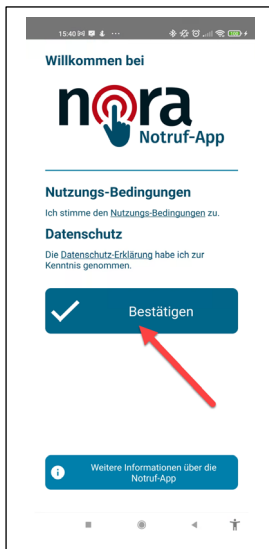 15:40
100
Willkommen bei
nora
Notruf-App
Nutzungs-Bedingungen
Ich stimme den Nutzungs-Bedingungen zu.
Datenschutz
Die Datenschutz-Erklärung habe ich zur
Kenntnis genommen.
Bestätigen
Weitere Informationen über die
Notruf-App